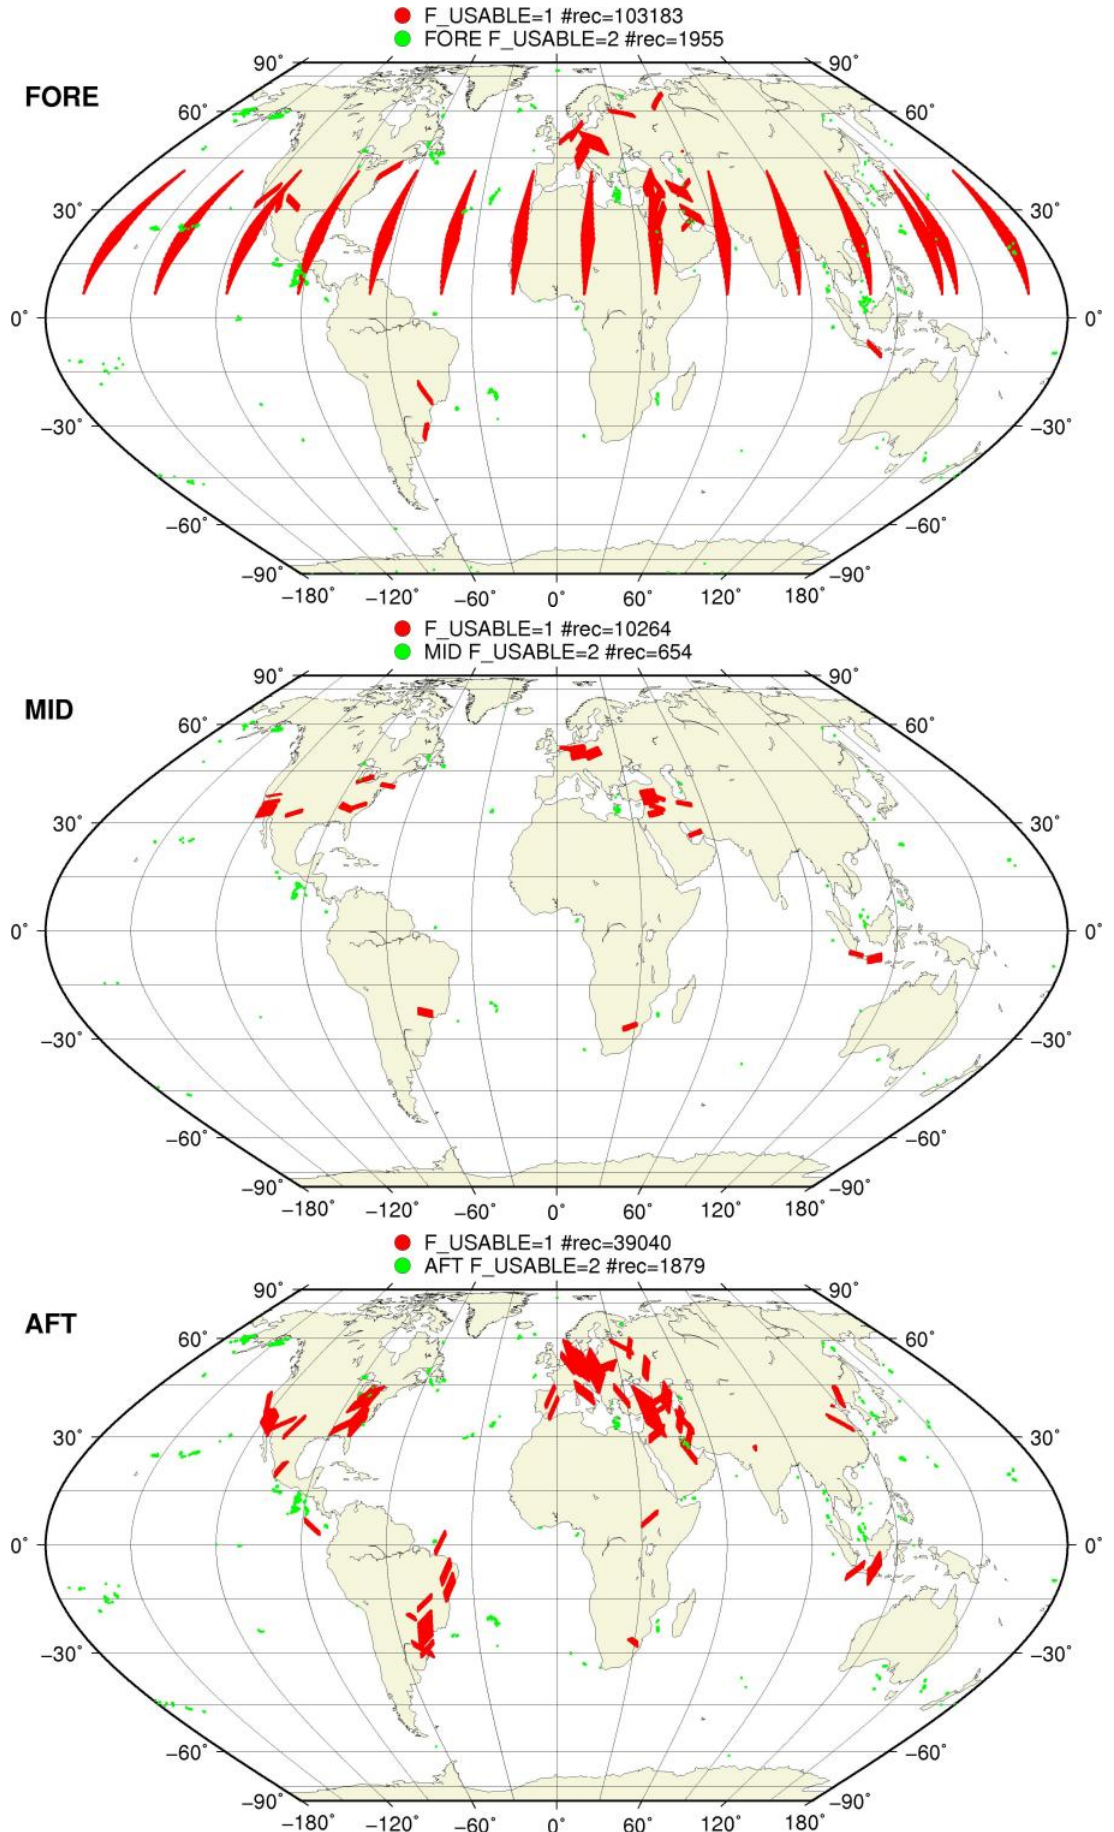 F_USABLE=1 #rec=103183
FORE F_USABLE=2 #rec=1955
FORE
90° 90°
60° 60°
30° 30°
0° 0°
−30° −30°
−60° −60°
−90° −90°
−180° −120° −60° 0° 60° 120° 180°
F_USABLE=1 #rec=10264
MID F_USABLE=2 #rec=654
MID
90° 90°
60° 60°
30° 30°
0° 0°
−30° −30°
−60° −60°
−90° −90°
−180° −120° −60° 0° 60° 120° 180°
F_USABLE=1 #rec=39040
AFT F_USABLE=2 #rec=1879
AFT
90° 90°
60° 60°
30° 30°
0° 0°
−30° −30°
−60° −60°
−90° −90°
−180° −120° −60° 0° 60° 120° 180°